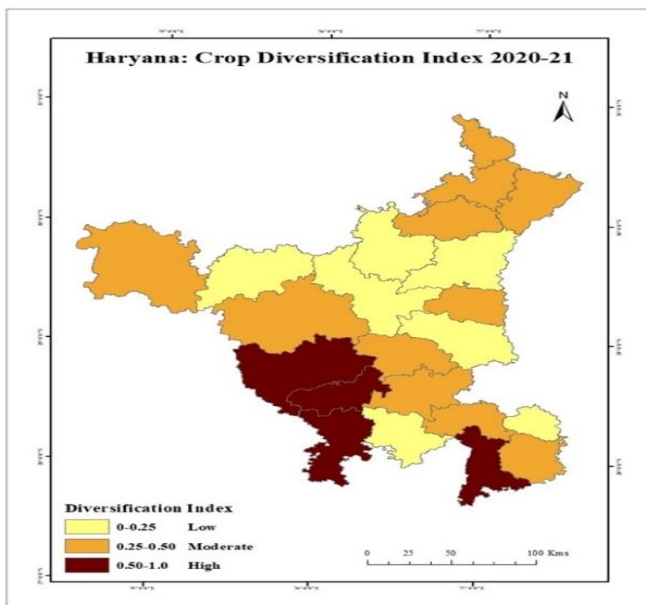 Haryana: Crop Diversification Index 2020-21
N
Diversification Index
0-0.25 Low
0.25-0.50 Moderate
0.50-1.0 High
0 25 50 100 Kms